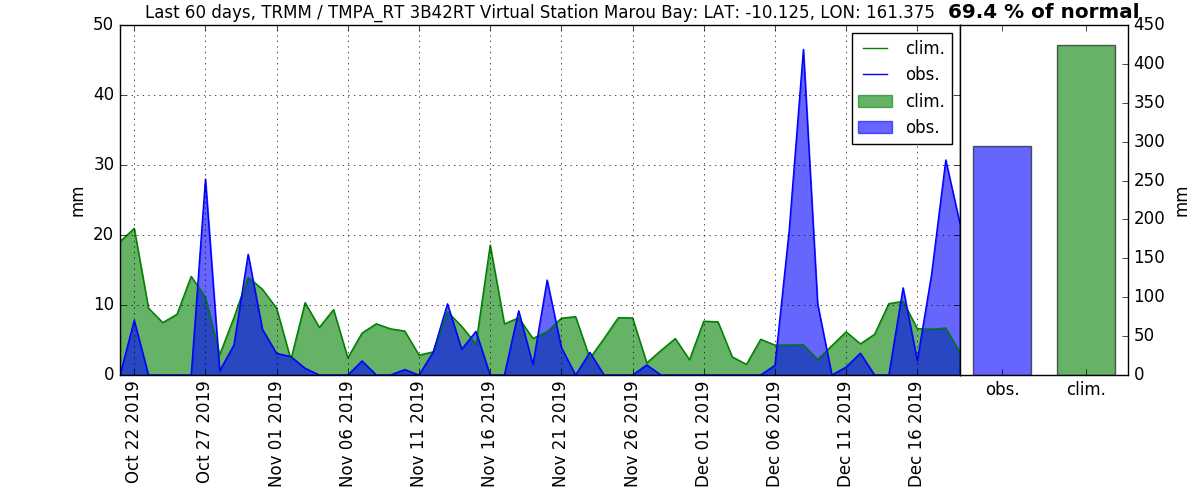 Last 60 days, TRMM / TMPA_RT 3B42RT Virtual Station Marou Bay: LAT: -10.125, LON: 161.375 69.4 % of normal
50
40
30
20
10
0
mm
clim.
obs.
clim.
obs.
Oct 22 2019
Oct 27 2019
Nov 01 2019
Nov 06 2019
Nov 11 2019
Nov 16 2019
Nov 21 2019
Nov 26 2019
Dec 01 2019
Dec 06 2019
Dec 11 2019
Dec 16 2019
450
400
350
300
250
200
150
100
50
0
mm
obs.
clim.